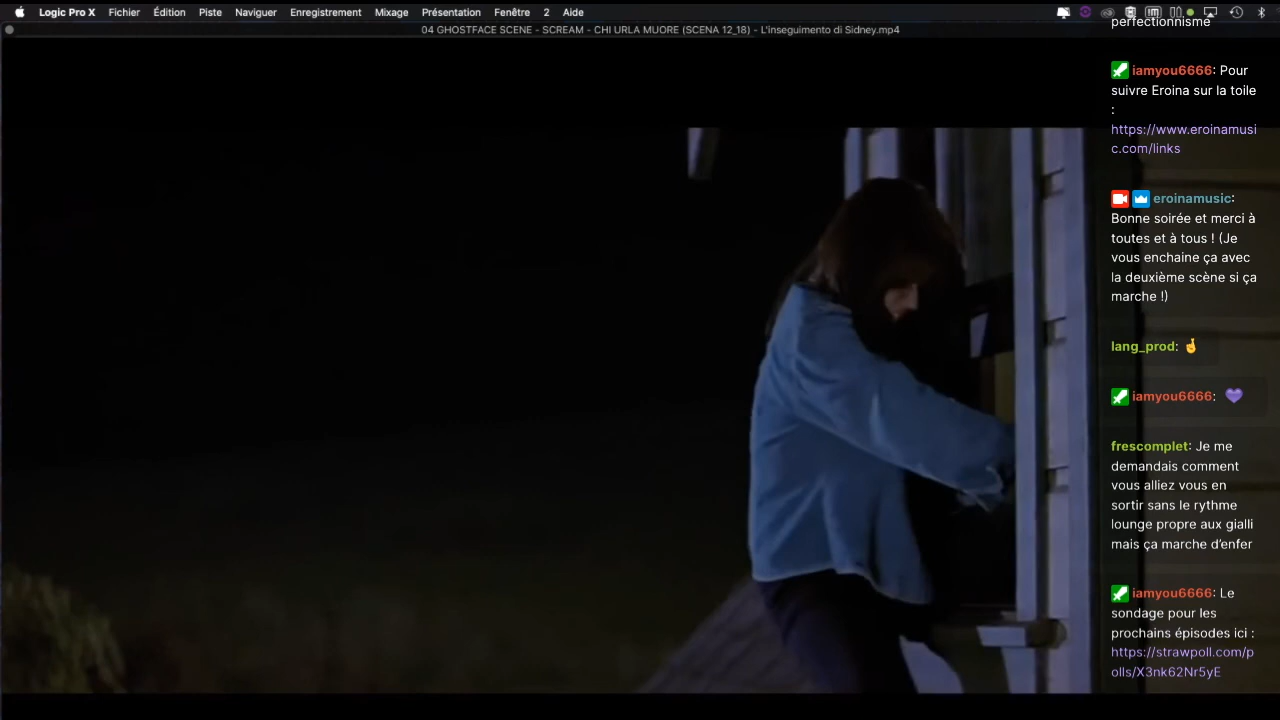 Logic Pro X Fichier Édition Piste Naviguer Enregistrement Mixage Présentation Fenêtre 2 Aide
04 GHOSTFACE SCENE - SCREAM - CHI URLA MUORE (SCENA 12_18) - L'inseguimento di Sidney.mp4
perfectionnisme
iamyou6666: Pour
suivre Eroina sur la toile
:
https://www.eroinamusi
c.com/links
eroinamusic:
Bonne soirée et merci à
toutes et à tous ! (Je
vous enchaine ça avec
la deuxième scène si ça
marche !)
lang_prod: 🤞
iamyou6666: 💜
frescomplet: Je me
demandais comment
vous alliez vous en
sortir sans le rythme
lounge propre aux gialli
mais ça marche d'enfer
iamyou6666: Le
sondage pour les
prochains épisodes ici :
https://strawpoll.com/p
olls/X3nk62Nr5yE